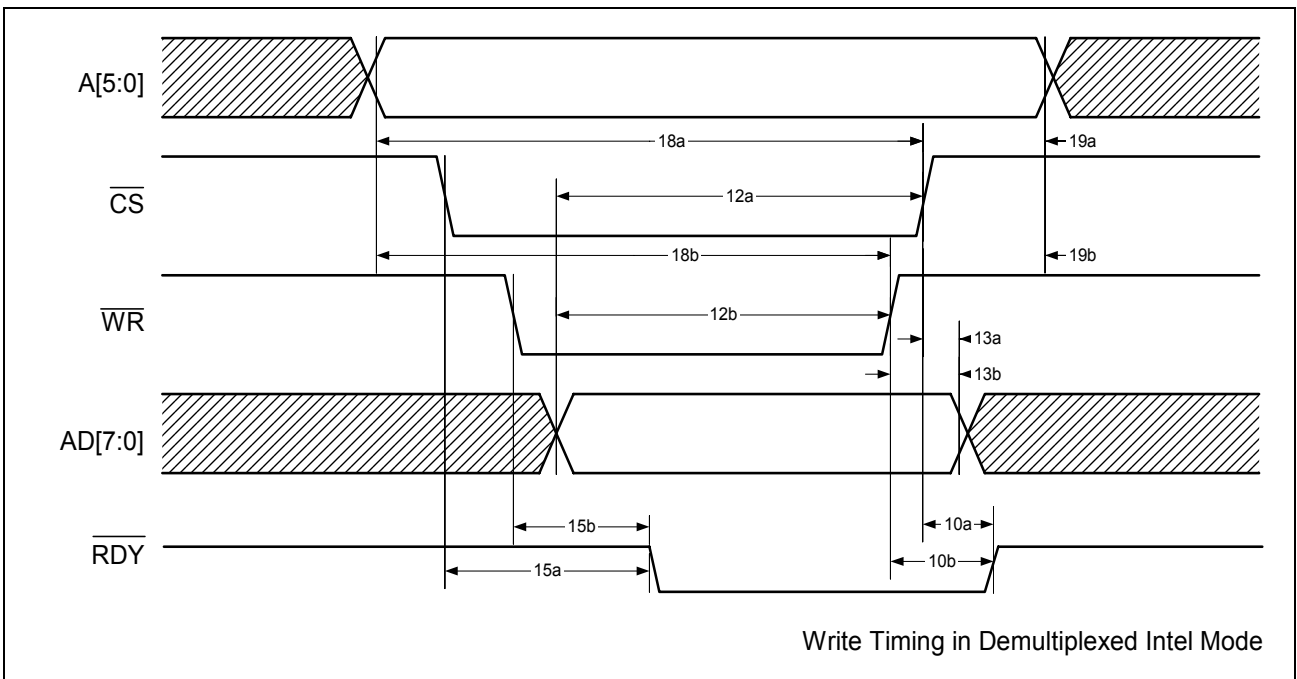 A[5:0]
18a
19a
CS
12a
18b
19b
WR
12b
13a
13b
AD[7:0]
15b
10a
RDY
10b
15a
Write Timing in Demultiplexed Intel Mode